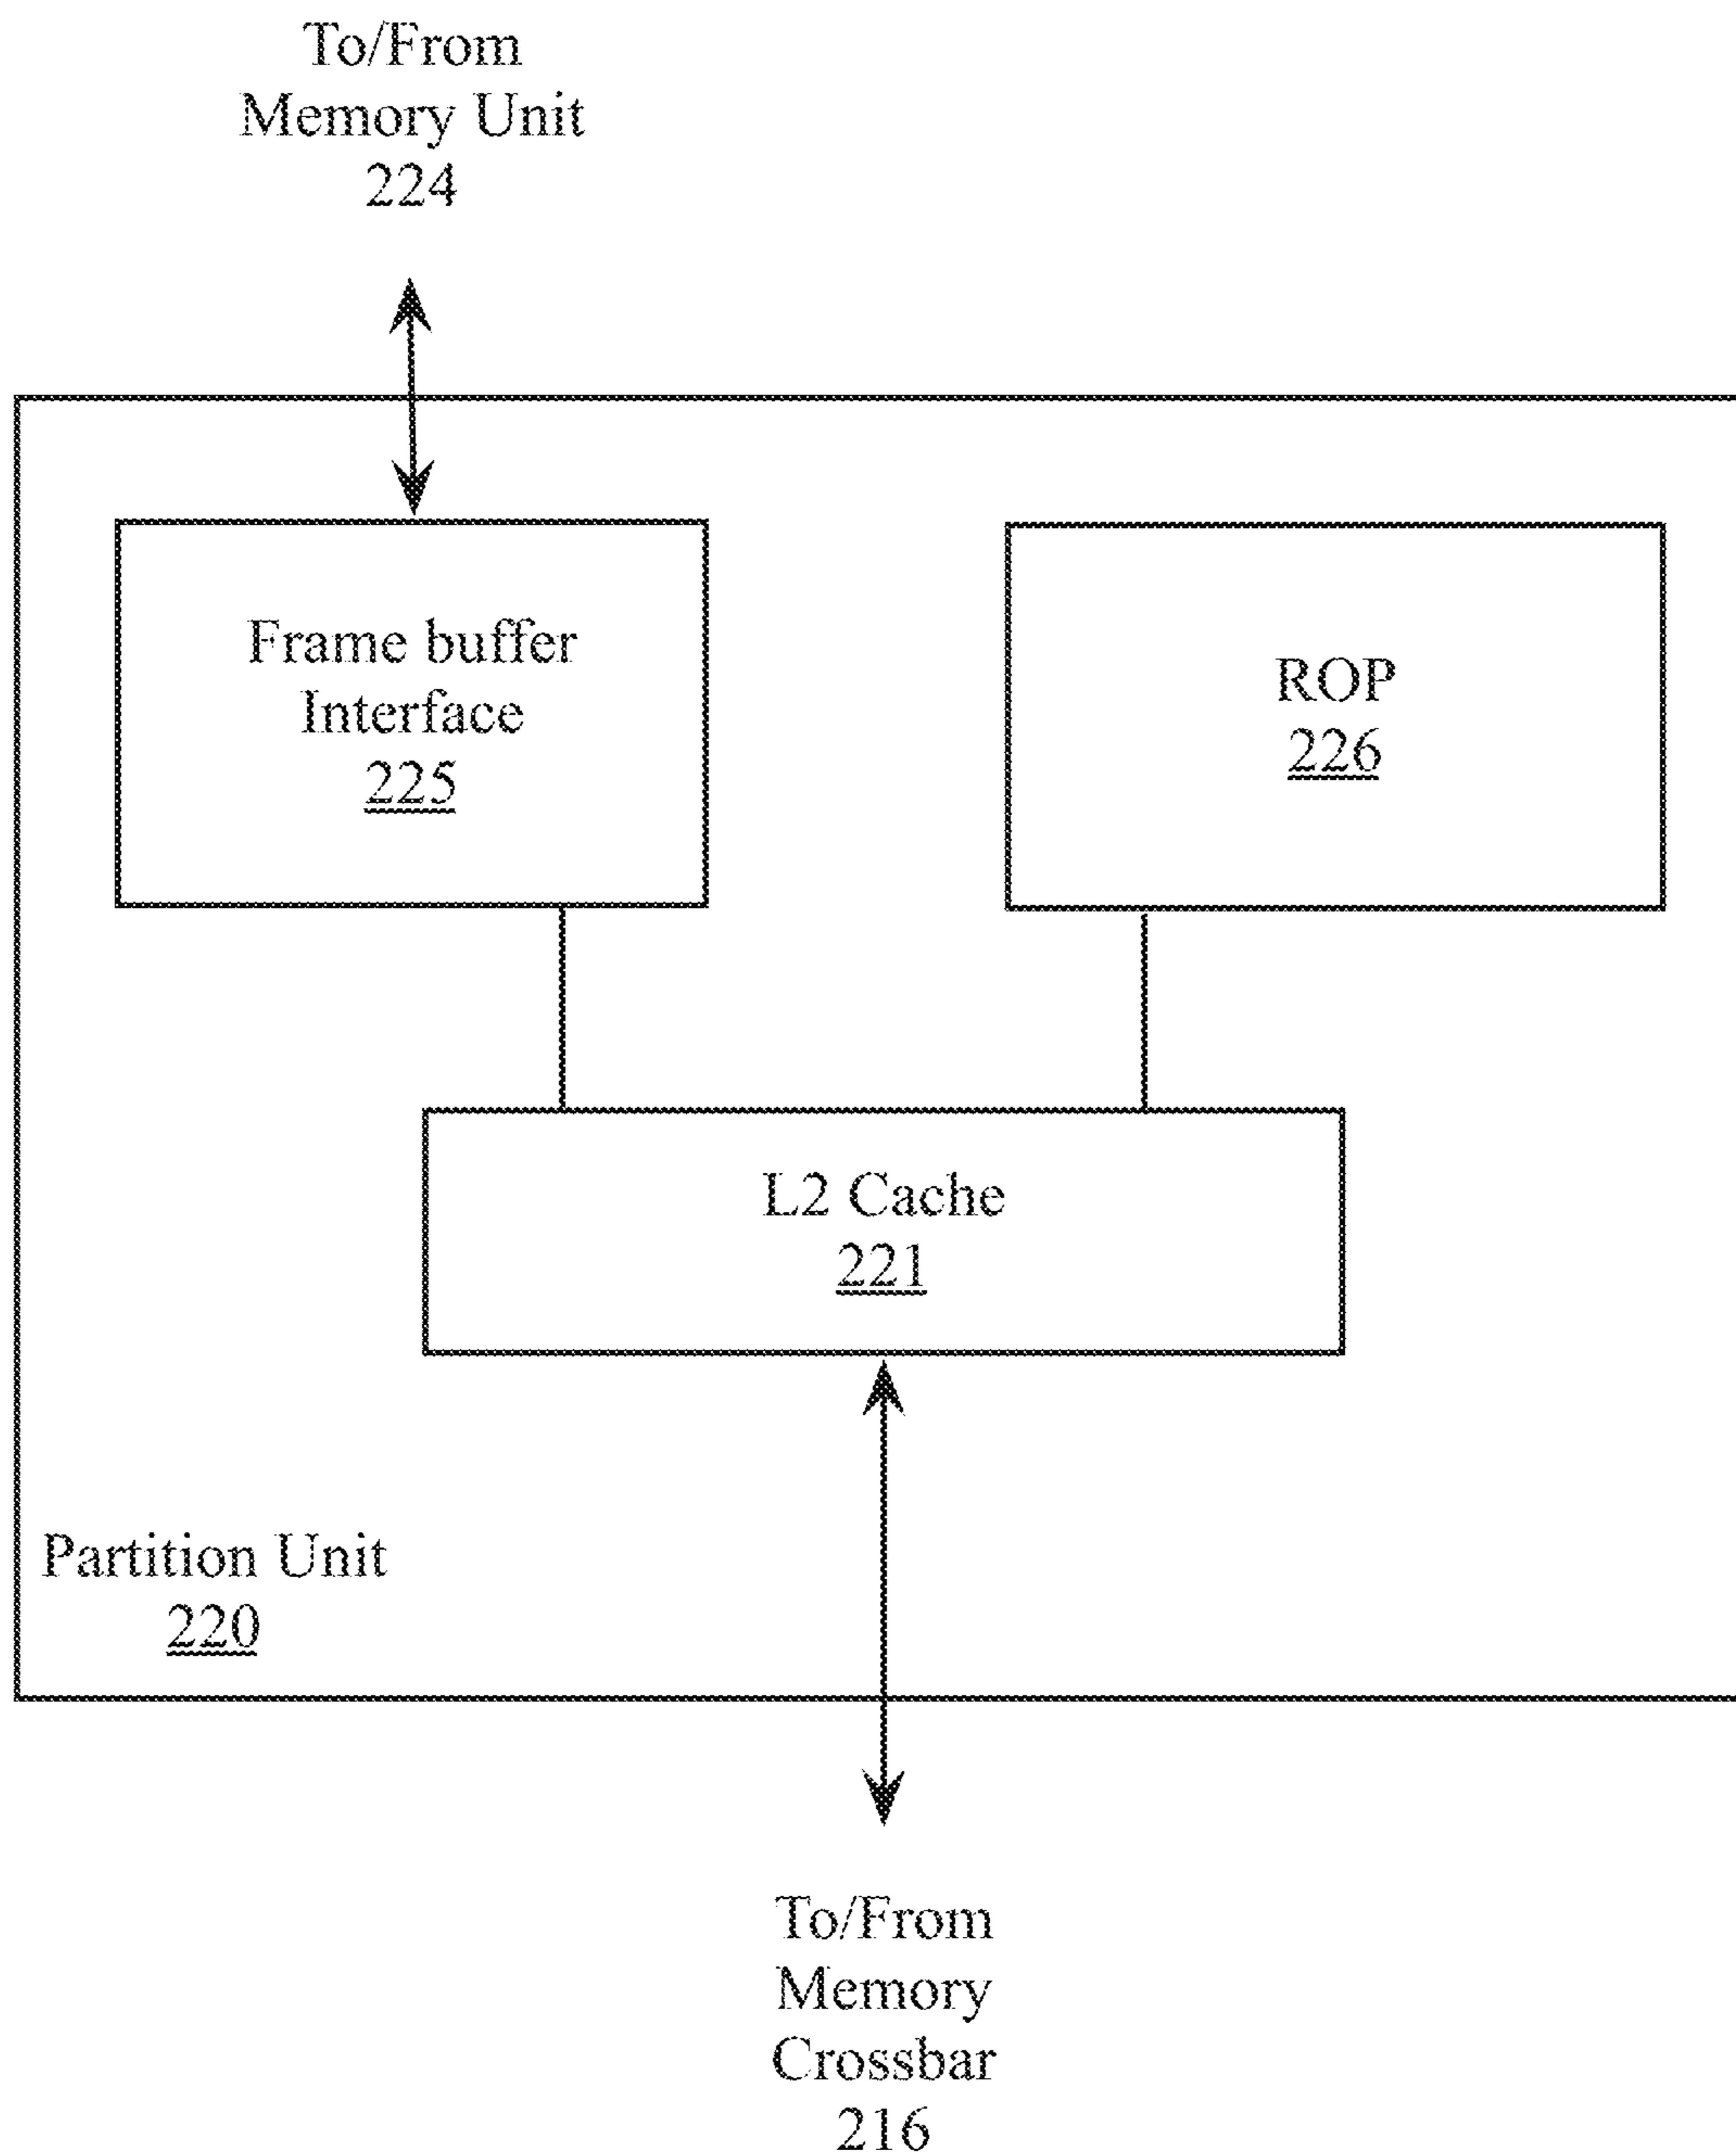 To/From
Memory Unit
224
Frame buffer
Interface
225
ROP
226
L2 Cache
221
Partition Unit
220
To/From
Memory
Crossbar
216